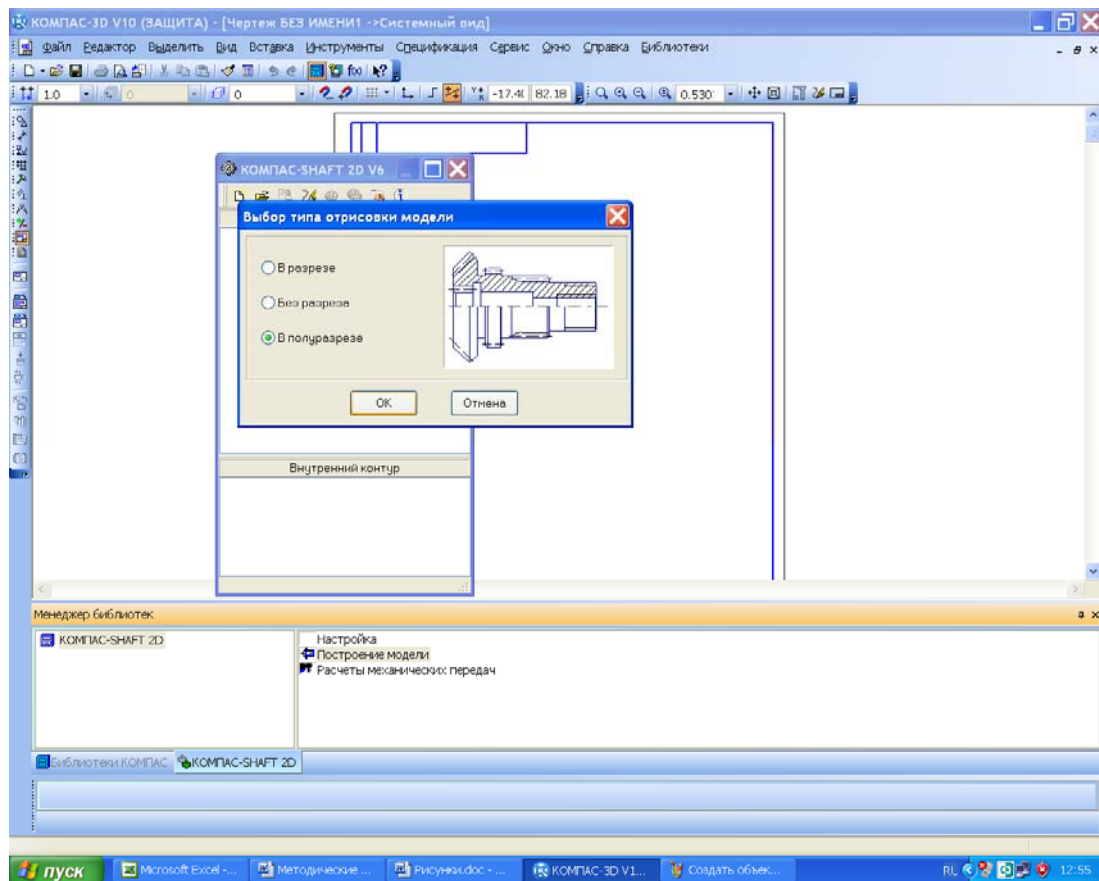 КОМПАС-3D V10 (ЗАЩИТА) - [Чертеж БЕЗ ИМЕНИ1 ->Системный вид]
Файл Редактор Выделить Вид Вставка Инструменты Спецификация Сервис Окно Справка Библиотеки
1.0 0 0 -17.4( 82.18 0.530:
КОМПАС-SHAFT 2D V6
Выбор типа отрисовки модели
В разрезе
Без разреза
В полуразрезе
OK Отмена
Внутренний контур
Менеджер библиотек
КОМПАС-SHAFT 2D
Настройка
Построение модели
Расчеты механических передач
Библиотеки КОМПАС КОМПАС-SHAFT 2D
пуск Microsoft Excel -... Методические ... Рисунки.doc - ... КОМПАС-3D V1... Создать объек... RL 12:55